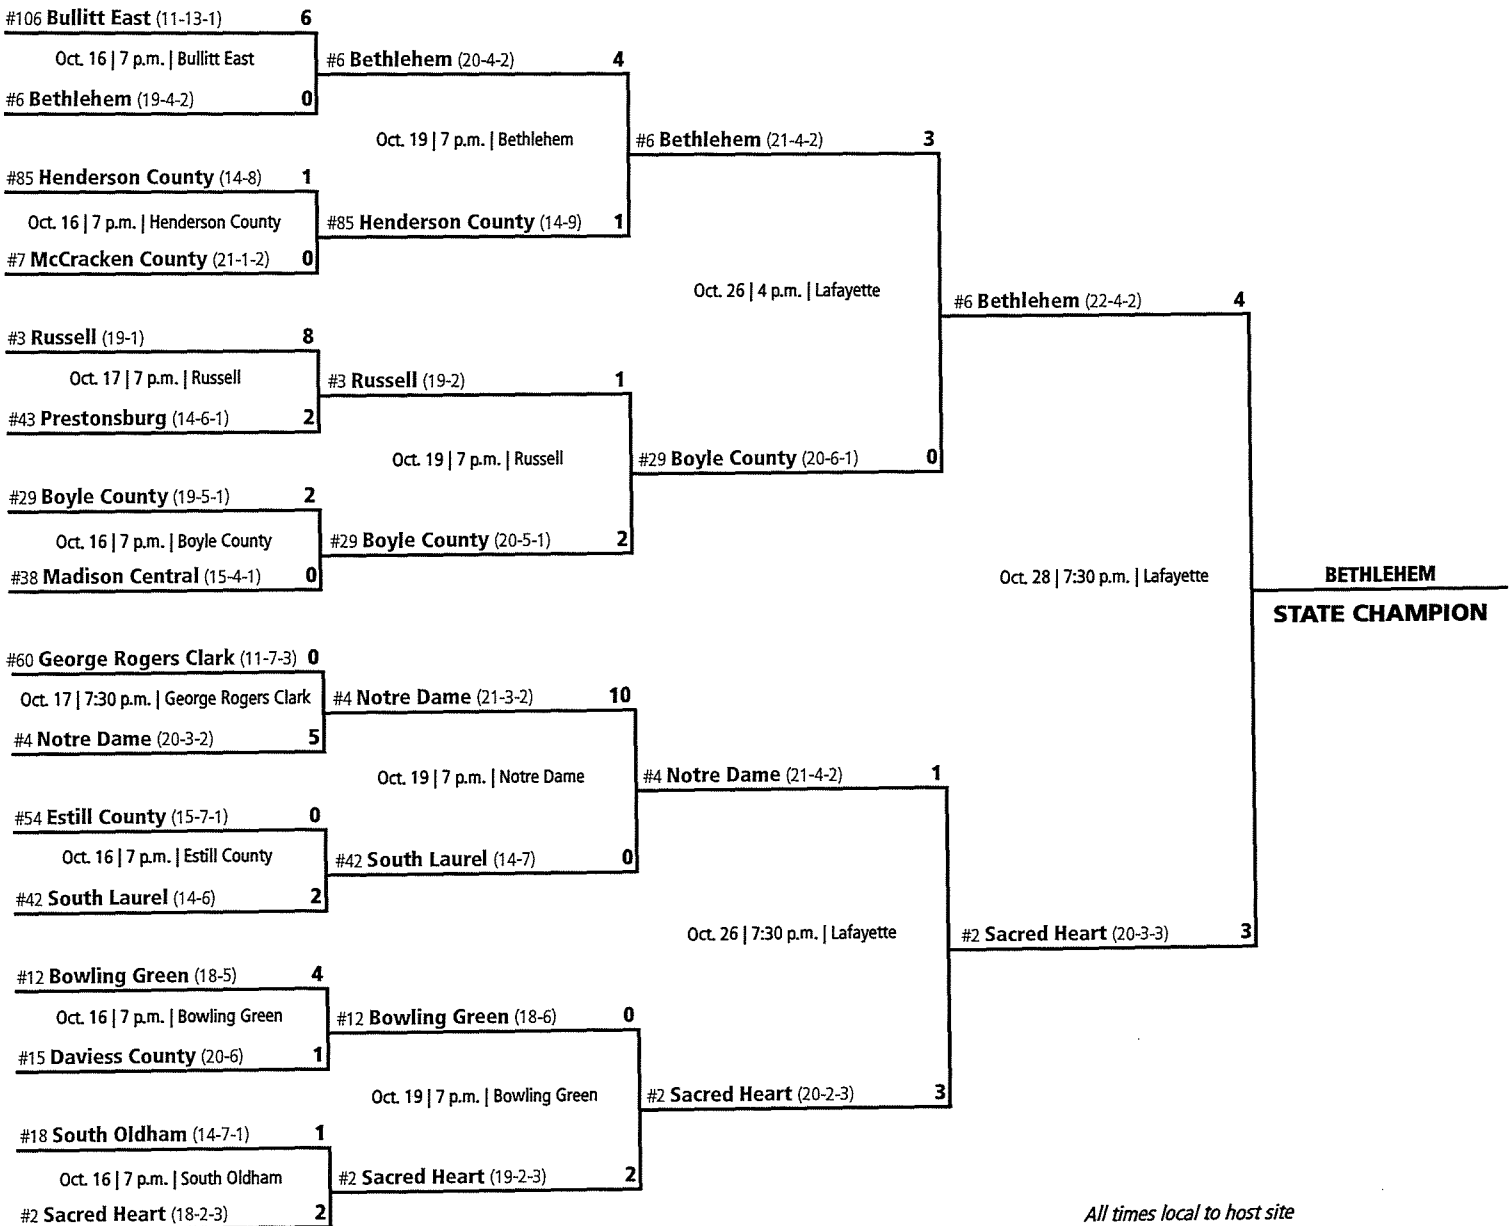 #106 Bullitt East (11-13-1) 6
Oct. 16 | 7 p.m. | Bullitt East
#6 Bethlehem (19-4-2) 0
#85 Henderson County (14-8) 1
Oct. 16 | 7 p.m. | Henderson County
#7 McCracken County (21-1-2) 0
#3 Russell (19-1) 8
Oct. 17 | 7 p.m. | Russell
#43 Prestonsburg (14-6-1) 2
#29 Boyle County (19-5-1) 2
Oct. 16 | 7 p.m. | Boyle County
#38 Madison Central (15-4-1) 0
#60 George Rogers Clark (11-7-3) 0
Oct. 17 | 7:30 p.m. | George Rogers Clark
#4 Notre Dame (20-3-2) 5
#54 Estill County (15-7-1) 0
Oct. 16 | 7 p.m. | Estill County
#42 South Laurel (14-6) 2
#12 Bowling Green (18-5) 4
Oct. 16 | 7 p.m. | Bowling Green
#15 Daviess County (20-6) 1
#18 South Oldham (14-7-1) 1
Oct. 16 | 7 p.m. | South Oldham
#2 Sacred Heart (18-2-3) 2
#6 Bethlehem (20-4-2) 4
Oct. 19 | 7 p.m. | Bethlehem
#85 Henderson County (14-9) 1
#3 Russell (19-2) 1
Oct. 19 | 7 p.m. | Russell
#29 Boyle County (20-5-1) 2
#4 Notre Dame (21-3-2) 10
Oct. 19 | 7 p.m. | Notre Dame
#42 South Laurel (14-7) 0
#12 Bowling Green (18-6) 0
Oct. 19 | 7 p.m. | Bowling Green
#2 Sacred Heart (19-2-3) 2
#6 Bethlehem (21-4-2) 3
Oct. 26 | 4 p.m. | Lafayette
#29 Boyle County (20-6-1) 0
#4 Notre Dame (21-4-2) 1
Oct. 26 | 7:30 p.m. | Lafayette
#2 Sacred Heart (20-2-3) 3
#6 Bethlehem (22-4-2) 4
Oct. 28 | 7:30 p.m. | Lafayette
#2 Sacred Heart (20-3-3) 3
BETHLEHEM
STATE CHAMPION
All times local to host site